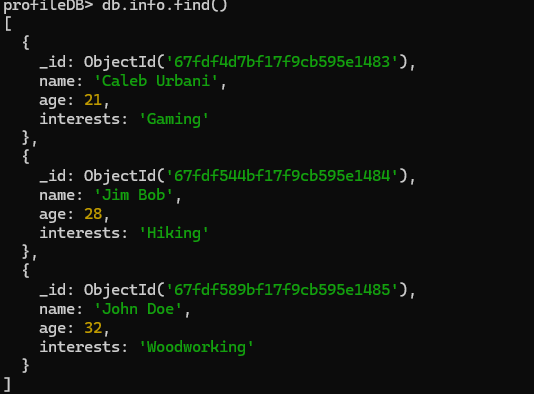 profileDB> db.info.find()
[
  {
    _id: ObjectId('67fdf4d7bf17f9cb595e1483'),
    name: 'Caleb Urbani',
    age: 21,
    interests: 'Gaming'
  },
  {
    _id: ObjectId('67fdf544bf17f9cb595e1484'),
    name: 'Jim Bob',
    age: 28,
    interests: 'Hiking'
  },
  {
    _id: ObjectId('67fdf589bf17f9cb595e1485'),
    name: 'John Doe',
    age: 32,
    interests: 'Woodworking'
  }
]